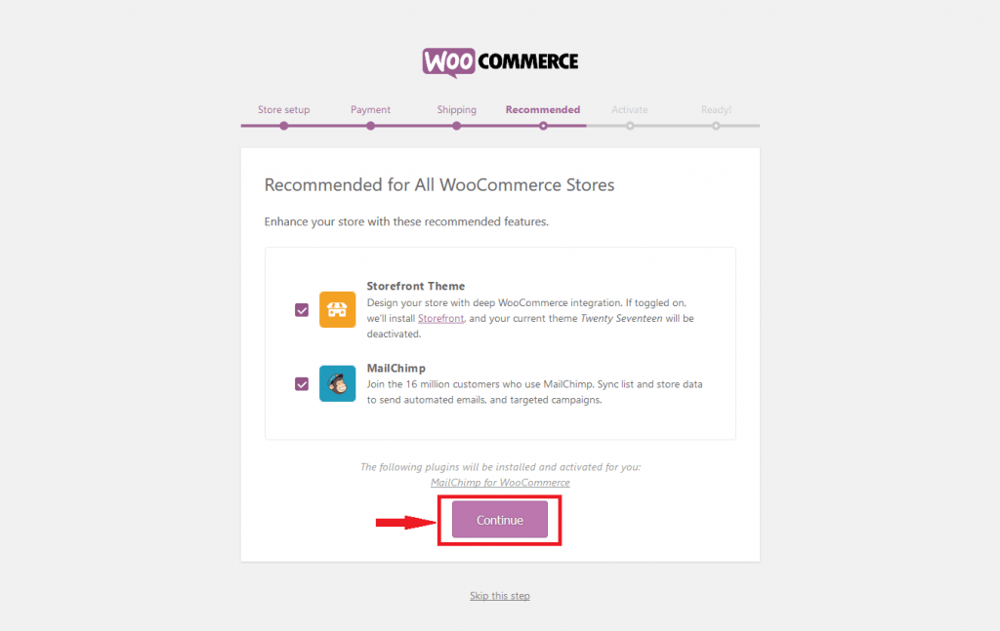 WOO COMMERCE
Store setup Payment Shipping Recommended Activate Ready!
Recommended for All WooCommerce Stores
Enhance your store with these recommended features.
Storefront Theme
Design your store with deep WooCommerce integration. If toggled on,
we'll install Storefront, and your current theme Twenty Seventeen will be
deactivated.
MailChimp
Join the 16 million customers who use MailChimp. Sync list and store data
to send automated emails, and targeted campaigns.
The following plugins will be installed and activated for you:
MailChimp for WooCommerce
Continue
Skip this step